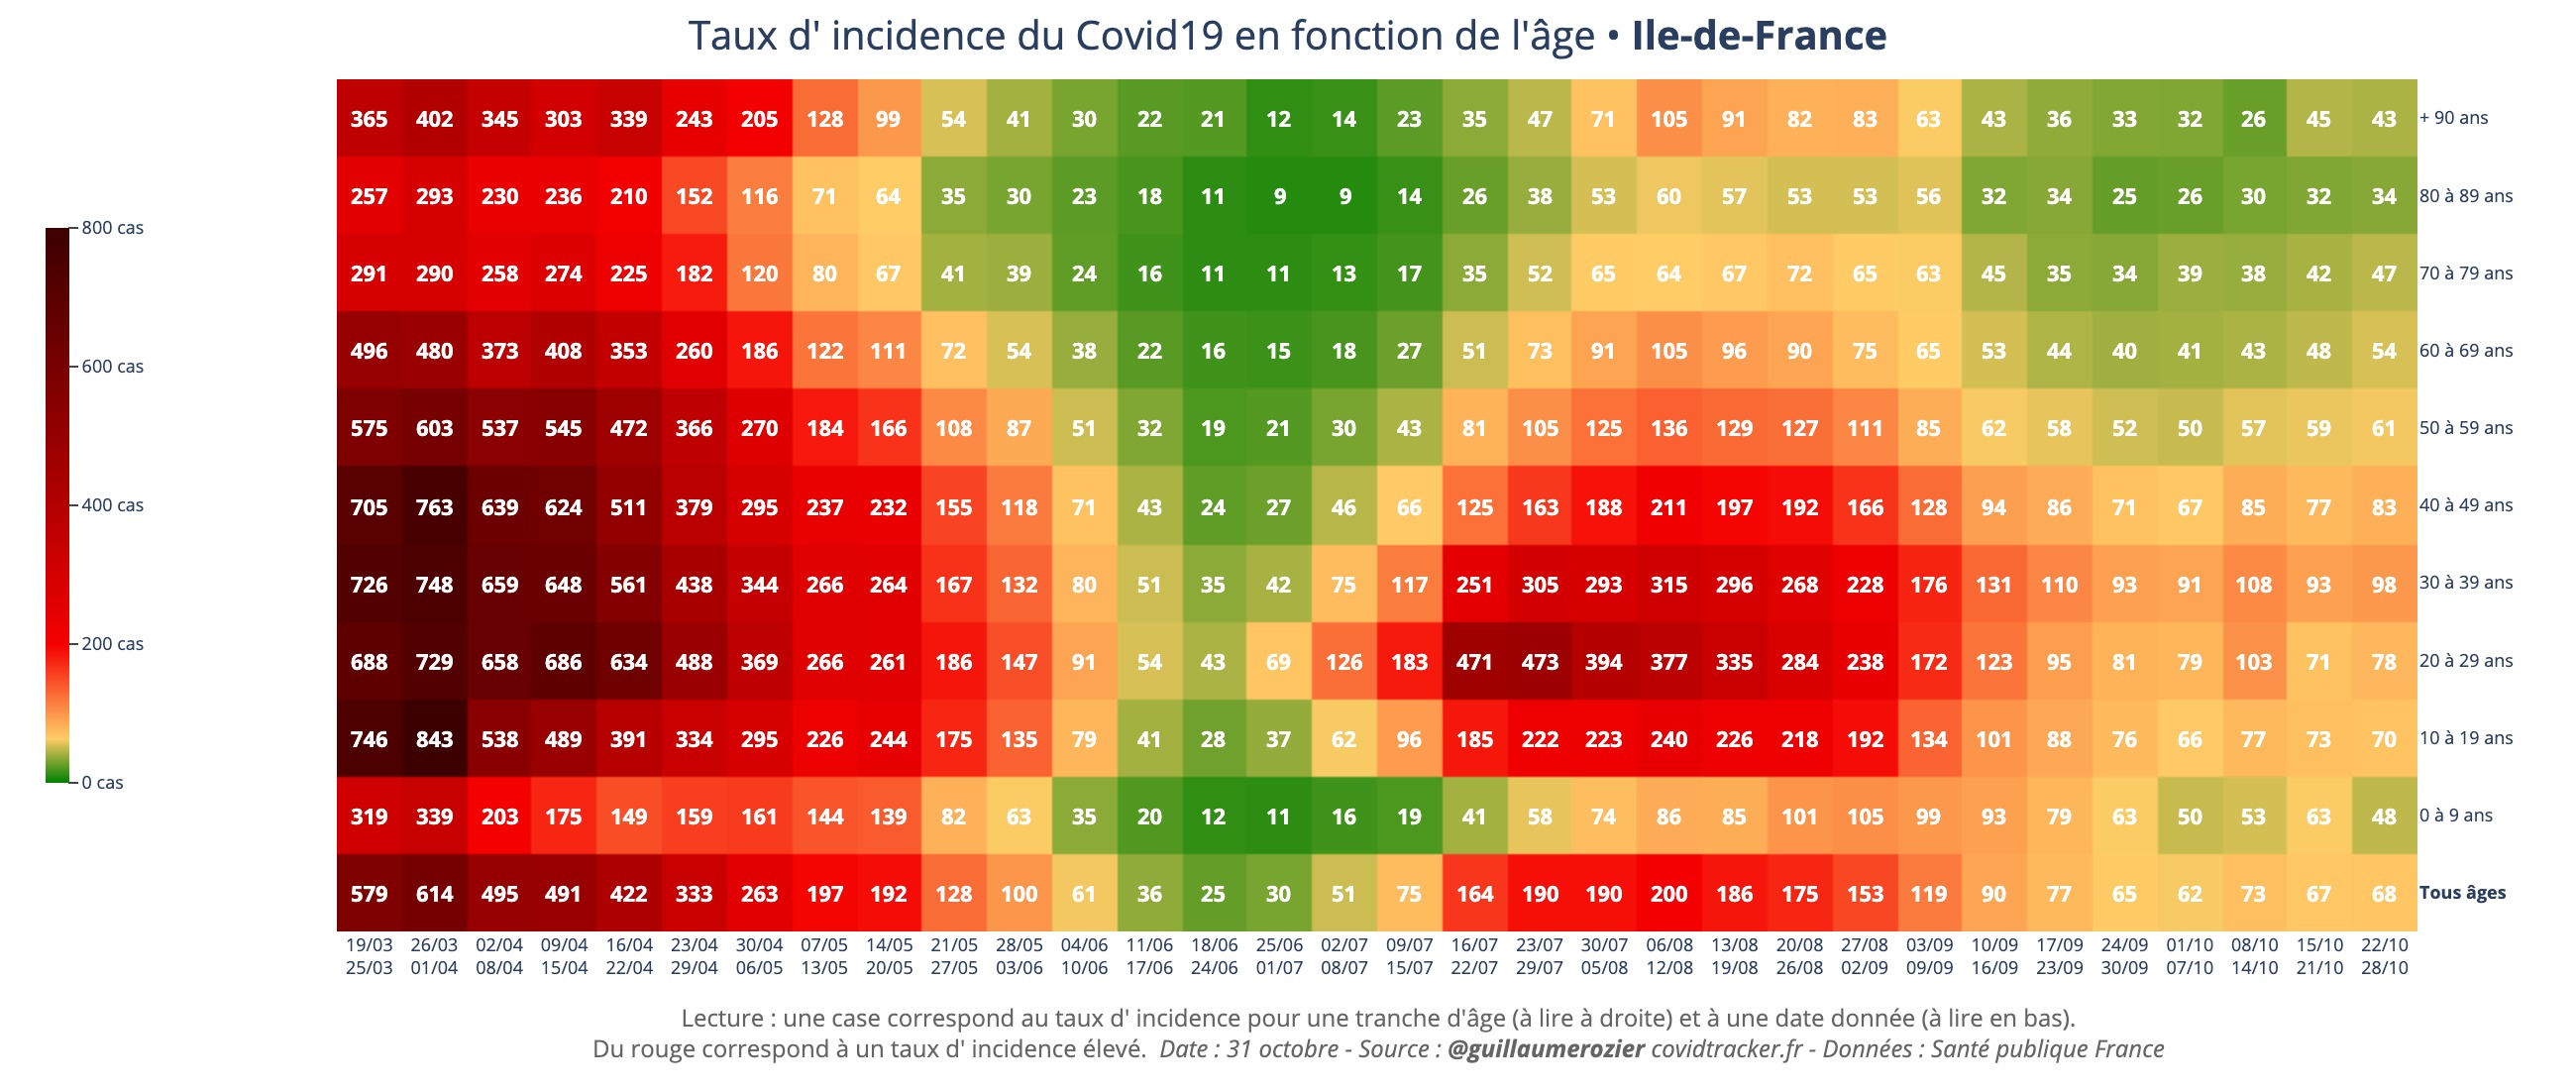 Taux d' incidence du Covid19 en fonction de l'âge • Ile-de-France
800 cas
600 cas
400 cas
200 cas
0 cas
365 402 345 303 339 243 205 128 99 54 41 30 22 21 12 14 23 35 47 71 105 91 82 83 63 43 36 33 32 26 45 43 + 90 ans
257 293 230 236 210 152 116 71 64 35 30 23 18 11 9 9 14 26 38 53 60 57 53 53 56 32 34 25 26 30 32 34 80 à 89 ans
291 290 258 274 225 182 120 80 67 41 39 24 16 11 11 13 17 35 52 65 64 67 72 65 63 45 35 34 39 38 42 47 70 à 79 ans
496 480 373 408 353 260 186 122 111 72 54 38 22 16 15 18 27 51 73 91 105 96 90 75 65 53 44 40 41 43 48 54 60 à 69 ans
575 603 537 545 472 366 270 184 166 108 87 51 32 19 21 30 43 81 105 125 136 129 127 111 85 62 58 52 50 57 59 61 50 à 59 ans
705 763 639 624 511 379 295 237 232 155 118 71 43 24 27 46 66 125 163 188 211 197 192 166 128 94 86 71 67 85 77 83 40 à 49 ans
726 748 659 648 561 438 344 266 264 167 132 80 51 35 42 75 117 251 305 293 315 296 268 228 176 131 110 93 91 108 93 98 30 à 39 ans
688 729 658 686 634 488 369 266 261 186 147 91 54 43 69 126 183 471 473 394 377 335 284 238 172 123 95 81 79 103 71 78 20 à 29 ans
746 843 538 489 391 334 295 226 244 175 135 79 41 28 37 62 96 185 222 223 240 226 218 192 134 101 88 76 66 77 73 70 10 à 19 ans
319 339 203 175 149 159 161 144 139 82 63 35 20 12 11 16 19 41 58 74 86 85 101 105 99 93 79 63 50 53 63 48 0 à 9 ans
579 614 495 491 422 333 263 197 192 128 100 61 36 25 30 51 75 164 190 190 200 186 175 153 119 90 77 65 62 73 67 68 Tous âges
19/03 26/03 02/04 09/04 16/04 23/04 30/04 07/05 14/05 21/05 28/05 04/06 11/06 18/06 25/06 02/07 09/07 16/07 23/07 30/07 06/08 13/08 20/08 27/08 03/09 10/09 17/09 24/09 01/10 08/10 15/10 22/10
25/03 01/04 08/04 15/04 22/04 29/04 06/05 13/05 20/05 27/05 03/06 10/06 17/06 24/06 01/07 08/07 15/07 22/07 29/07 05/08 12/08 19/08 26/08 02/09 09/09 16/09 23/09 30/09 07/10 14/10 21/10 28/10
Lecture : une case correspond au taux d' incidence pour une tranche d'âge (à lire à droite) et à une date donnée (à lire en bas).
Du rouge correspond à un taux d' incidence élevé. Date : 31 octobre - Source : @guillaumerozier covidtracker.fr - Données : Santé publique France